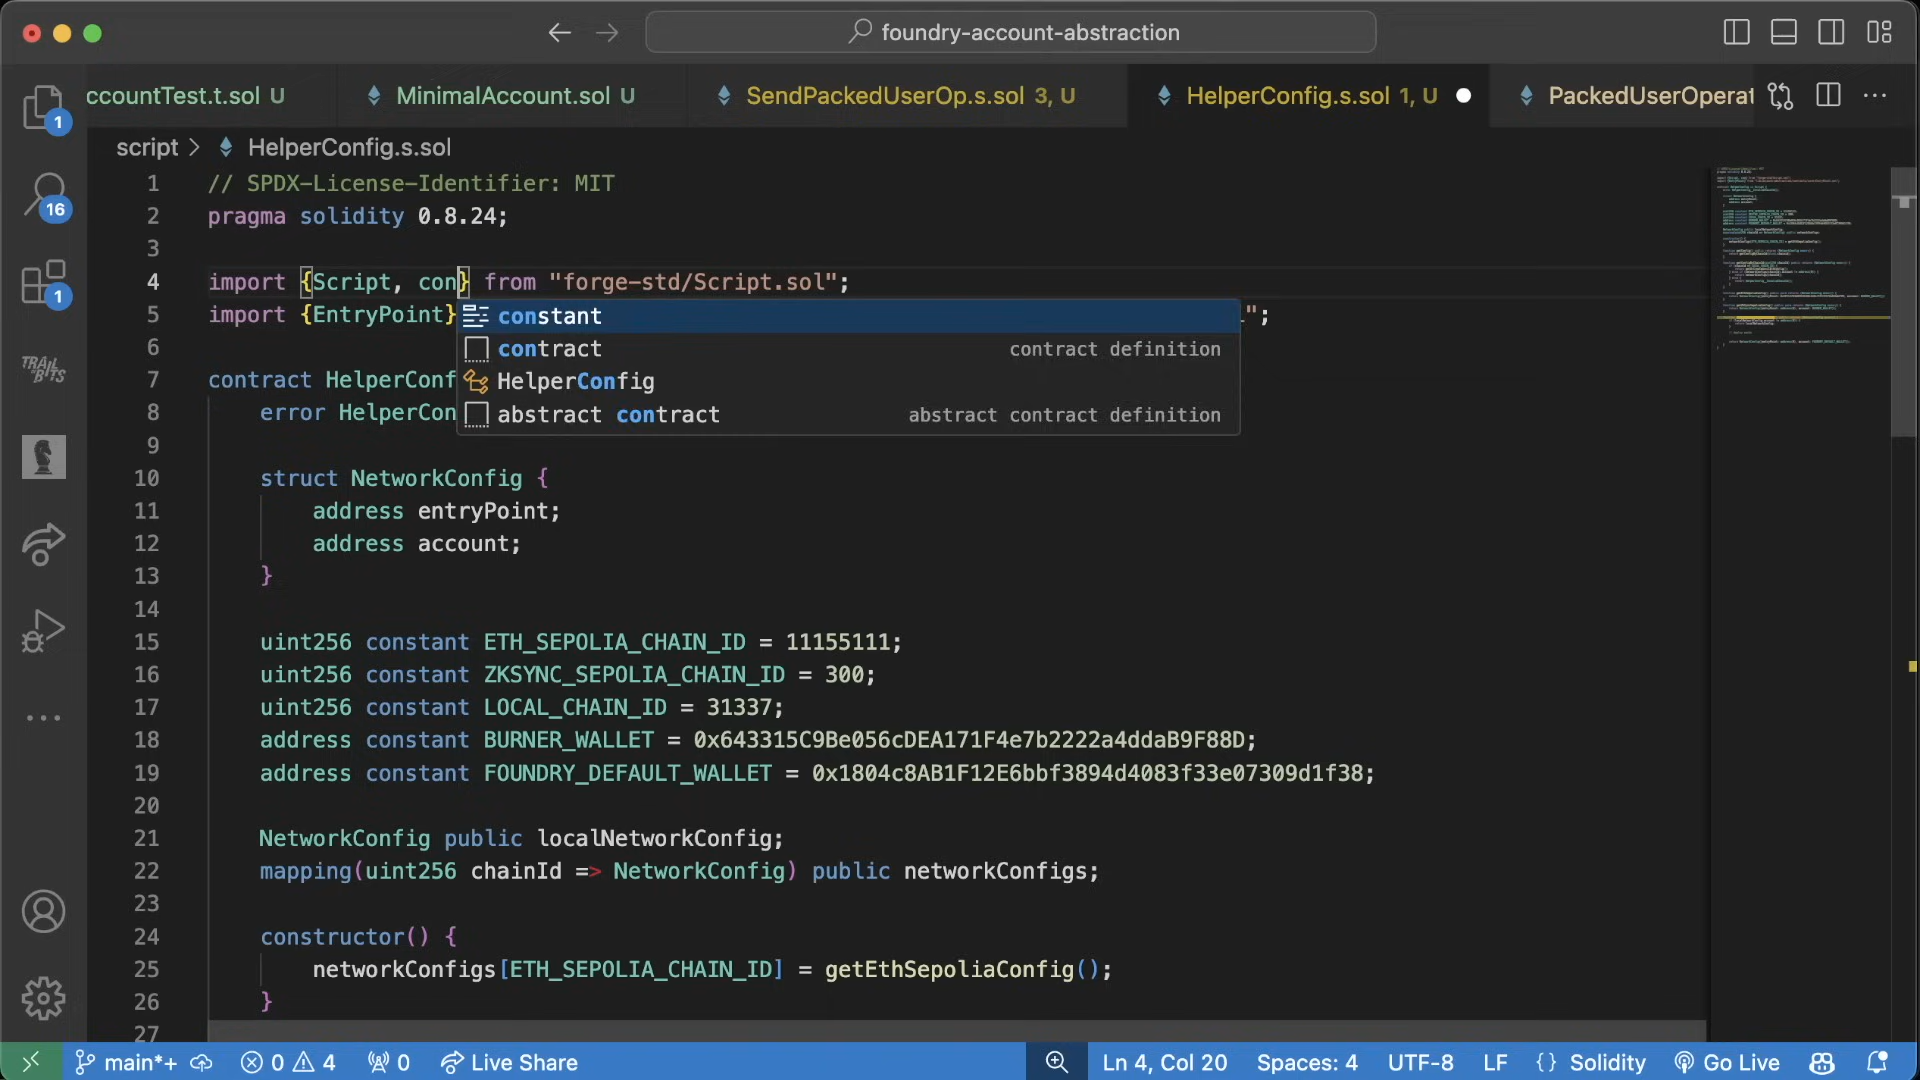 foundry-account-abstraction
ccountTest.t.sol U
MinimalAccount.sol U
SendPackedUserOp.s.sol 3, U
HelperConfig.s.sol 1, U
PackedUserOperat
script > HelperConfig.s.sol
1 // SPDX-License-Identifier: MIT
2 pragma solidity 0.8.24;
3
4 import {Script, con} from "forge-std/Script.sol";
5 import {EntryPoint} ";
constant
contract contract definition
HelperConfig
abstract contract abstract contract definition
6
7 contract HelperConf
8 error HelperCon
9
10 struct NetworkConfig {
11 address entryPoint;
12 address account;
13 }
14
15 uint256 constant ETH_SEPOLIA_CHAIN_ID = 11155111;
16 uint256 constant ZKSYNC_SEPOLIA_CHAIN_ID = 300;
17 uint256 constant LOCAL_CHAIN_ID = 31337;
18 address constant BURNER_WALLET = 0x643315C9Be056cDEA171F4e7b2222a4ddaB9F88D;
19 address constant FOUNDRY_DEFAULT_WALLET = 0x1804c8AB1F12E6bbf3894d4083f33e07309d1f38;
20
21 NetworkConfig public localNetworkConfig;
22 mapping(uint256 chainId => NetworkConfig) public networkConfigs;
23
24 constructor() {
25 networkConfigs[ETH_SEPOLIA_CHAIN_ID] = getEthSepoliaConfig();
26 }
27
1
16
1
TRAIL OF BITS
main*+ 0 4 0 Live Share
Ln 4, Col 20 Spaces: 4 UTF-8 LF {} Solidity Go Live